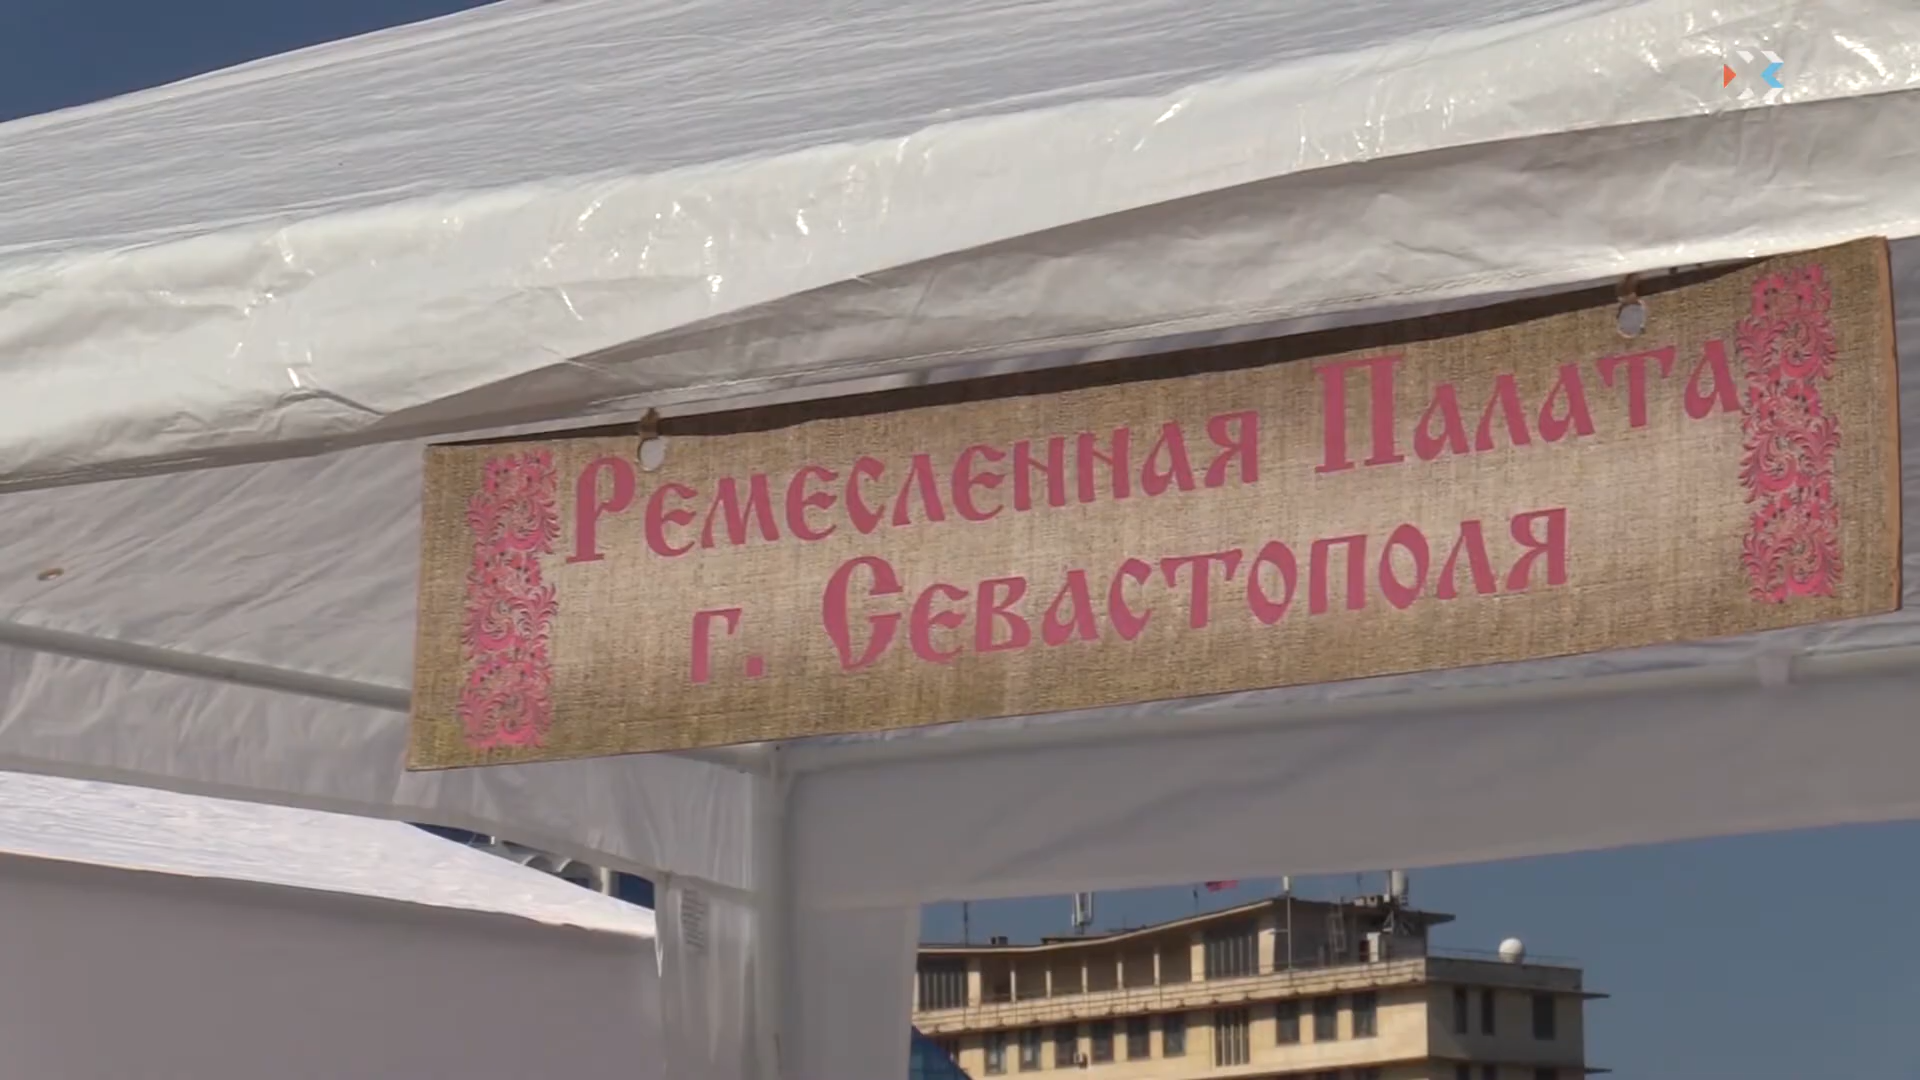 Ремесленная Палата
г. Севастополя